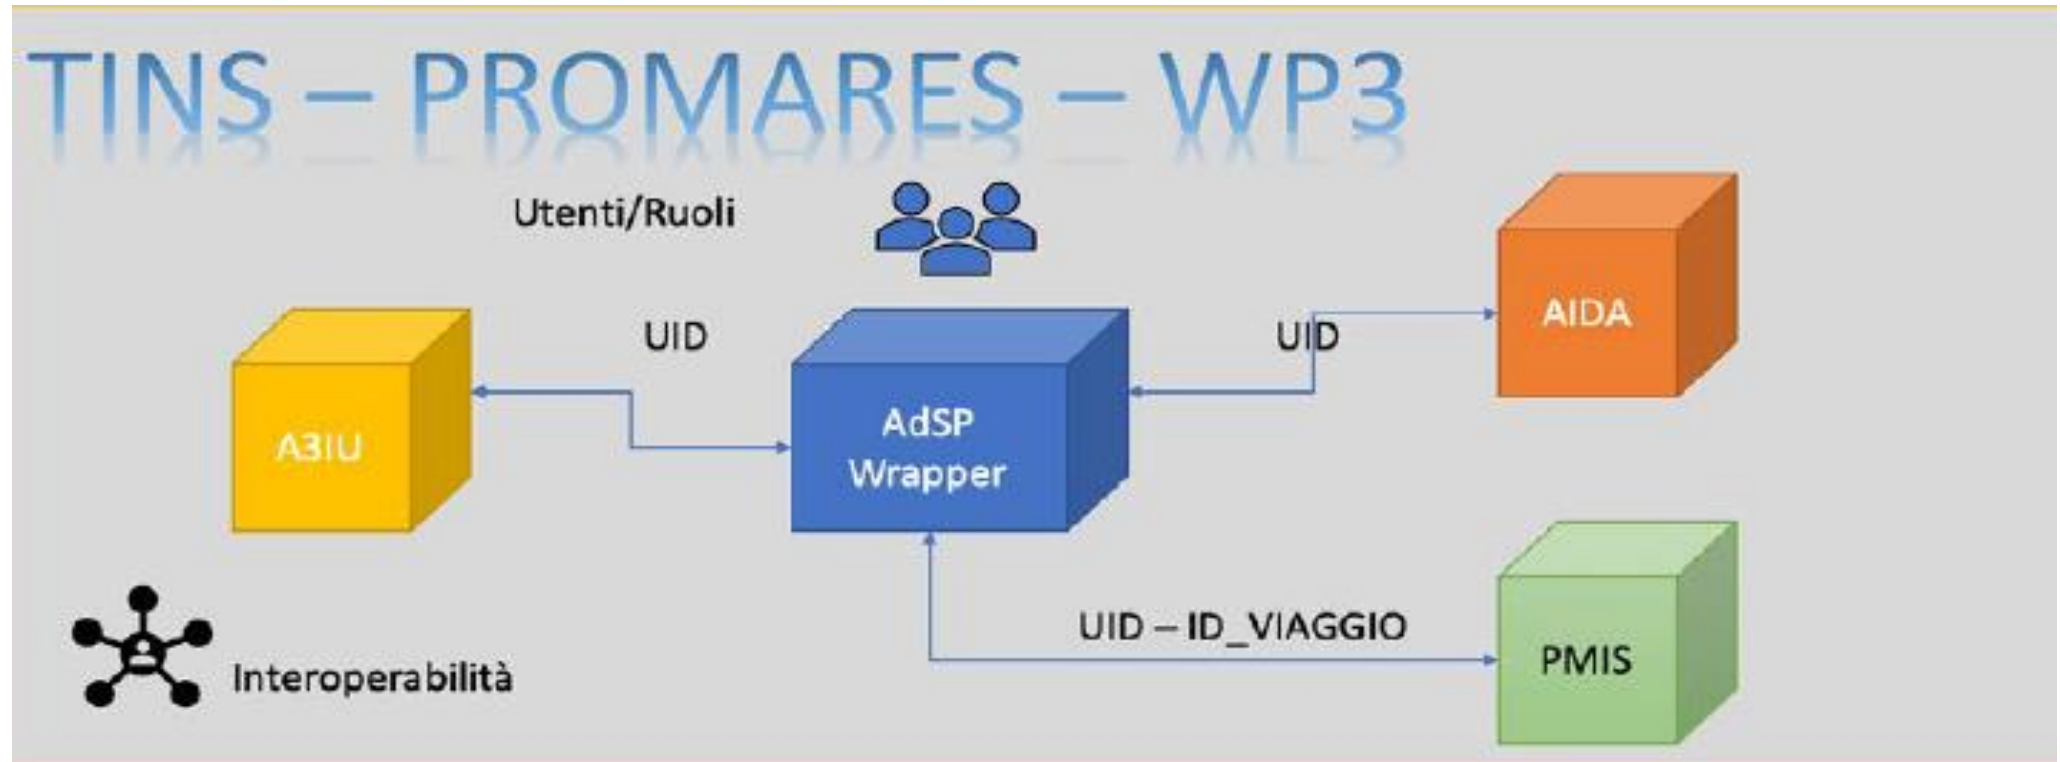 TINS – PROMARES – WP3
Utenti/Ruoli
UID
UID
AIDA
A3IU
AdSP
Wrapper
UID – ID_VIAGGIO
PMIS
Interoperabilità